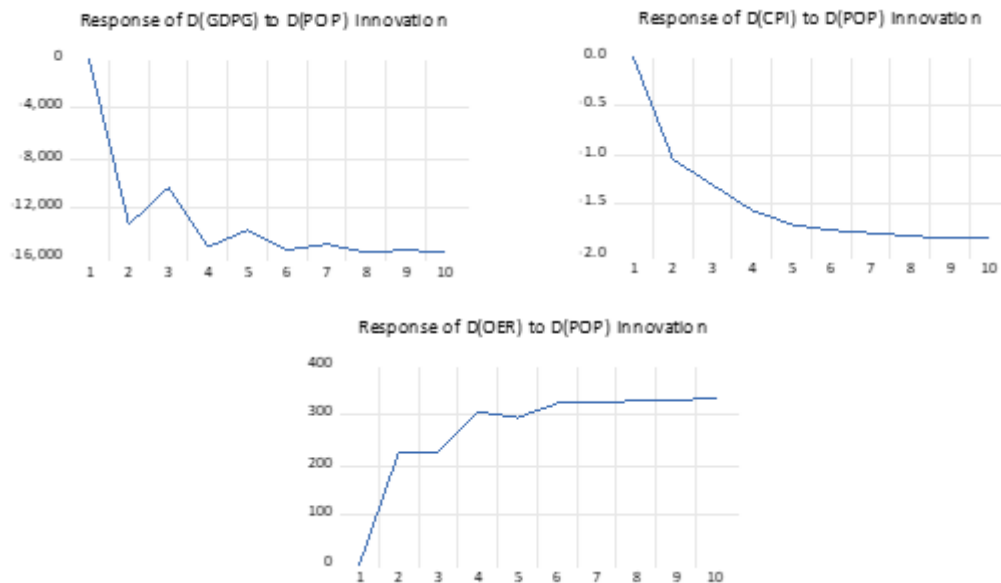 Response of D(GDPG) to D(POP) Innovation
0
-4,000
-8,000
-12,000
-16,000
1 2 3 4 5 6 7 8 9 10
Response of D(CPI) to D(POP) Innovation
0.0
-0.5
-1.0
-1.5
-2.0
1 2 3 4 5 6 7 8 9 10
Response of D(OER) to D(POP) Innovation
400
300
200
100
0
1 2 3 4 5 6 7 8 9 10